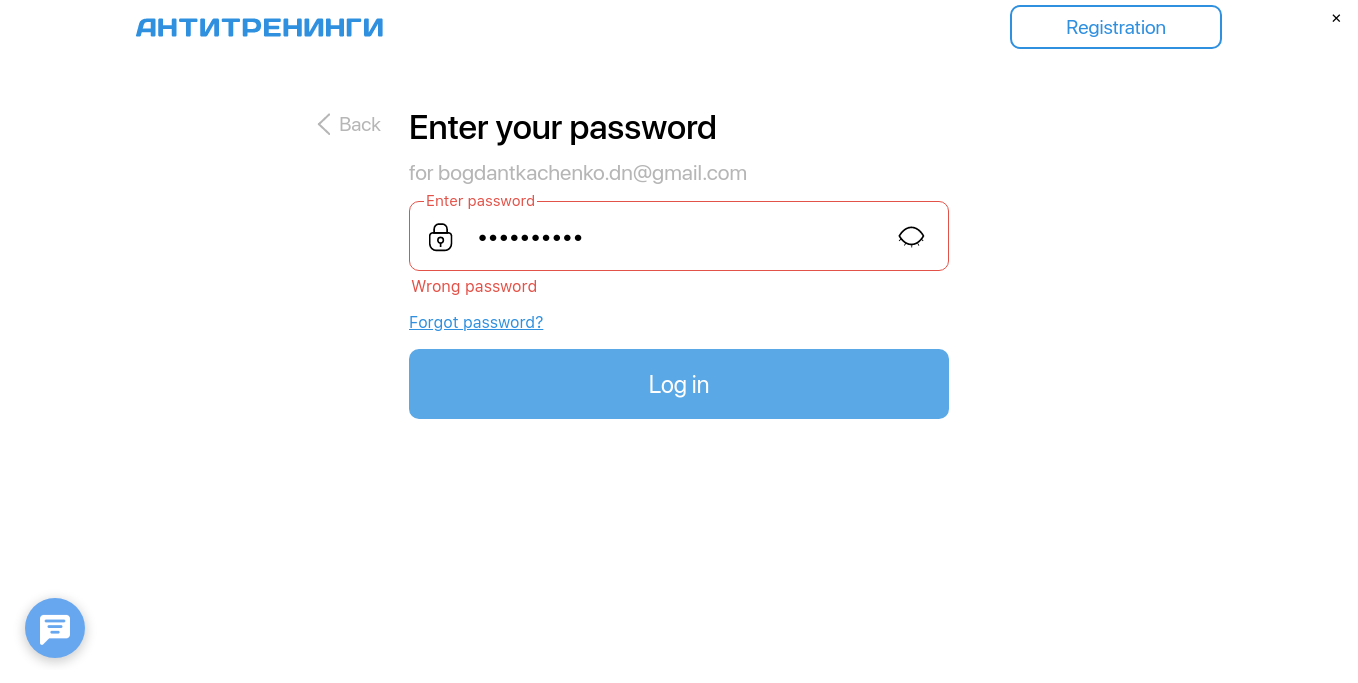 АНТИТРЕНИНГИ
Registration
×
Back
Enter your password
for bogdantkachenko.dn@gmail.com
Enter password
••••••••••
Wrong password
Forgot password?
Log in